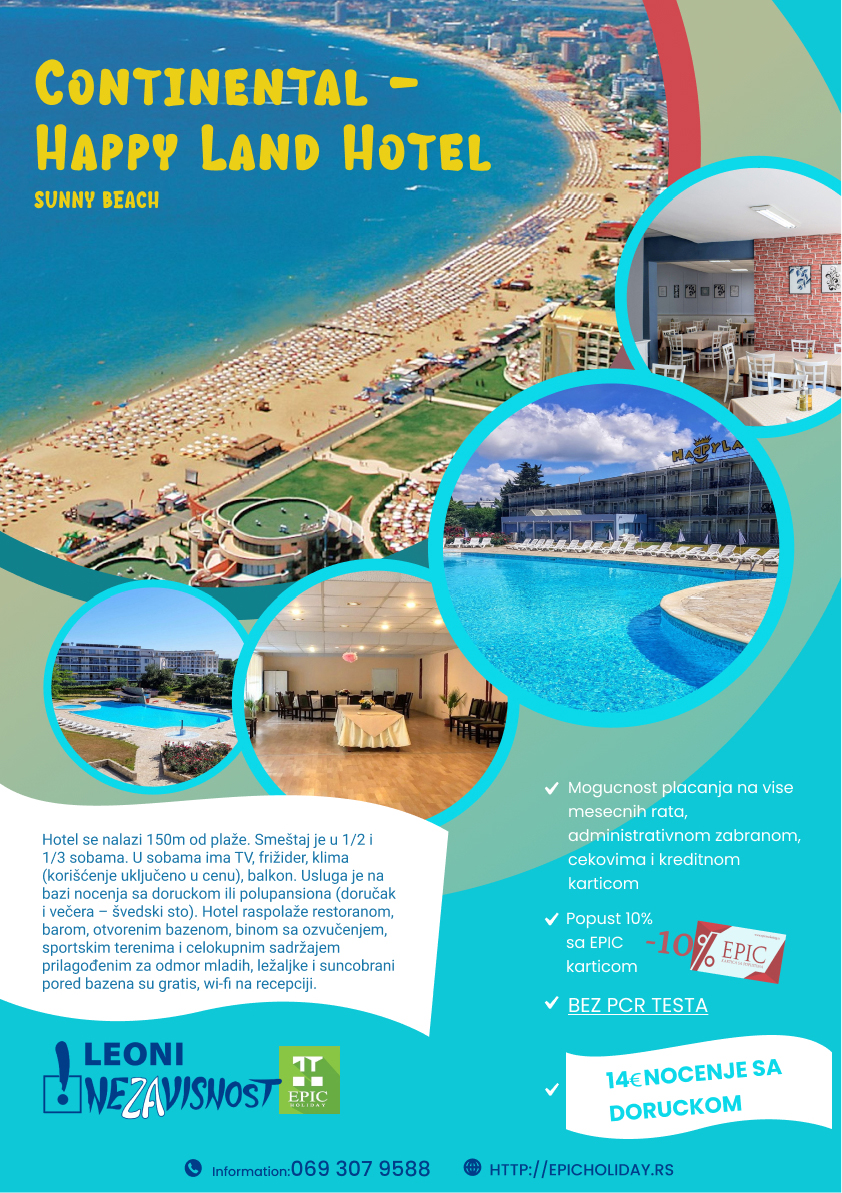 CONTINENTAL -
HAPPY LAND HOTEL
SUNNY BEACH
HAPPYLA
Mogucnost placanja na vise
mesecnih rata,
administrativnom zabranom,
cekovima i kreditnom
karticom
Hotel se nalazi 150m od plaže. Smeštaj je u 1/2 i
1/3 sobama. U sobama ima TV, frižider, klima
(korišćenje uključeno u cenu), balkon. Usluga je na
bazi nocenja sa doruckom ili polupansiona (doručak
i večera – švedski sto). Hotel raspolaže restoranom,
barom, otvorenim bazenom, binom sa ozvučenjem,
sportskim terenima i celokupnim sadržajem
prilagođenim za odmor mladih, ležaljke i suncobrani
pored bazena su gratis, wi-fi na recepciji.
Popust 10%
sa EPIC
karticom
-10%
EPIC
BEZ PCR TESTA
14€NOCENJE SA
DORUCKOM
LEONI
NEZAVISNOST
EPIC
HOLIDAY
Information:069 307 9588
HTTP://EPICHOLIDAY.RS